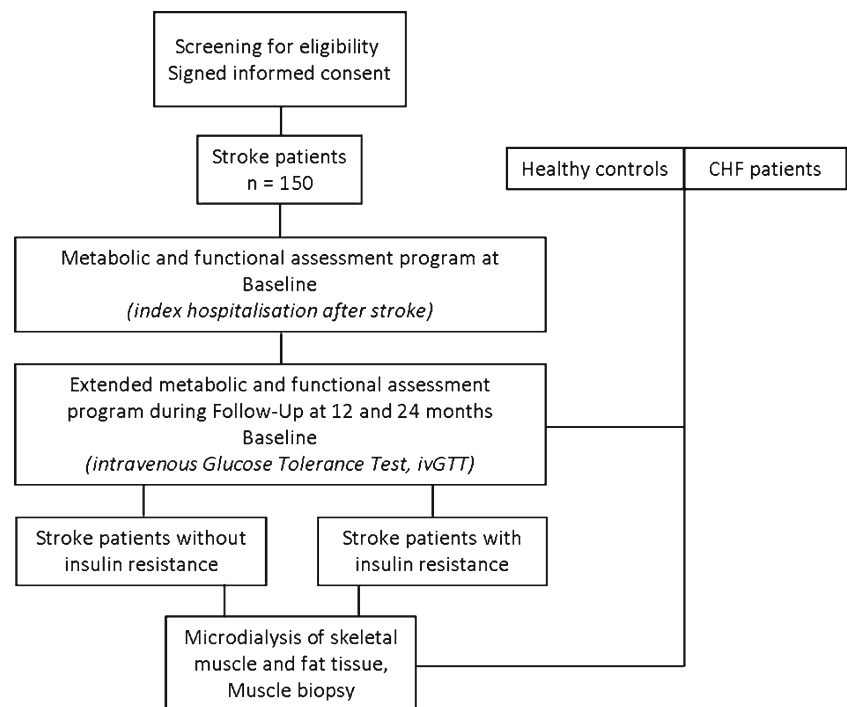 Screening for eligibility
Signed informed consent
Stroke patients
n = 150
Healthy controls
CHF patients
Metabolic and functional assessment program at
Baseline
(index hospitalisation after stroke)
Extended metabolic and functional assessment
program during Follow-Up at 12 and 24 months
Baseline
(intravenous Glucose Tolerance Test, ivGTT)
Stroke patients without
insulin resistance
Stroke patients with
insulin resistance
Microdialysis of skeletal
muscle and fat tissue,
Muscle biopsy